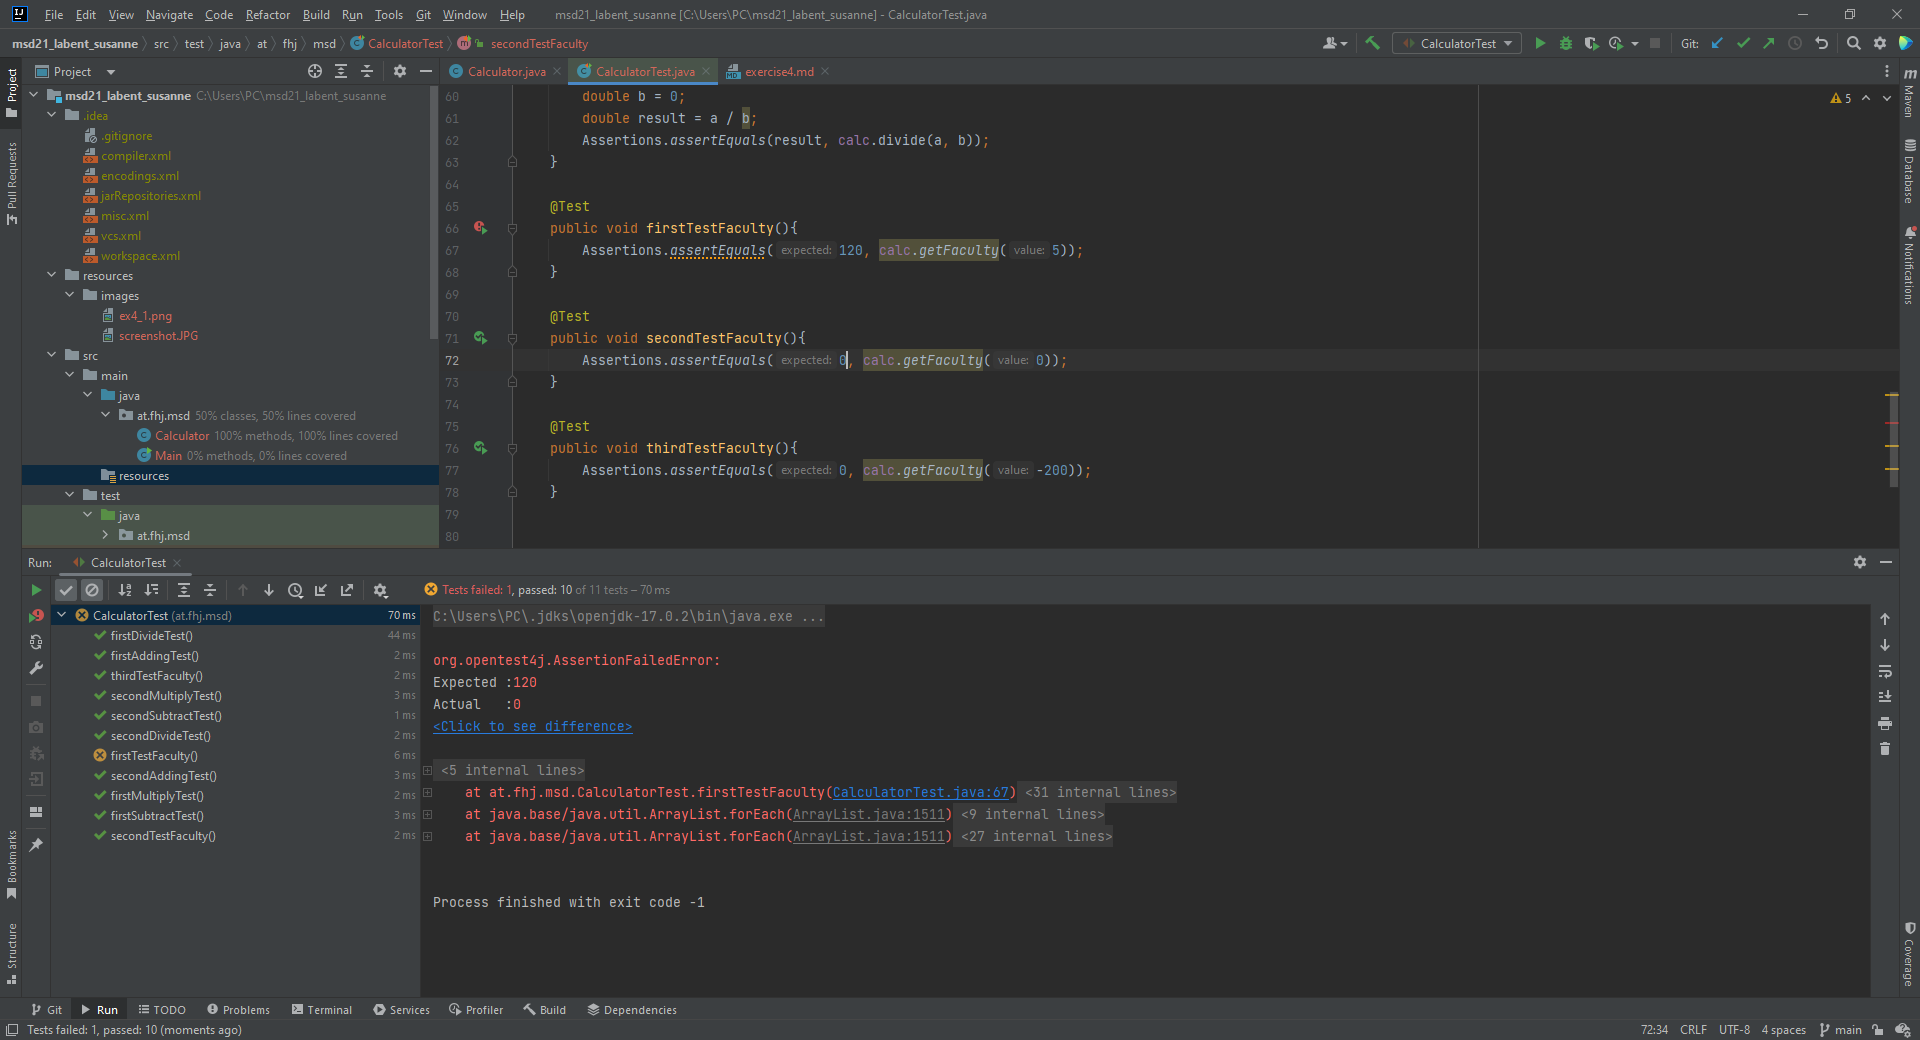 File Edit View Navigate Code Refactor Build Run Tools Git Window Help msd21_labent_susanne [C:\Users\PC\msd21_labent_susanne] - CalculatorTest.java
msd21_labent_susanne src test java at fhj msd CalculatorTest secondTestFaculty CalculatorTest Git:
Project Calculator.java CalculatorTest.java exercise4.md
msd21_labent_susanne C:\Users\PC\msd21_labent_susanne
.idea
.gitignore
compiler.xml
encodings.xml
jarRepositories.xml
misc.xml
vcs.xml
workspace.xml
resources
images
ex4_1.png
screenshot.JPG
src
main
java
at.fhj.msd 50% classes, 50% lines covered
Calculator 100% methods, 100% lines covered
Main 0% methods, 0% lines covered
resources
test
java
at.fhj.msd
60 double b = 0;
61 double result = a / b;
62 Assertions.assertEquals(result, calc.divide(a, b));
63 }
64
65 @Test
66 public void firstTestFaculty(){
67 Assertions.assertEquals( expected: 120, calc.getFaculty( value: 5));
68 }
69
70 @Test
71 public void secondTestFaculty(){
72 Assertions.assertEquals( expected: 0, calc.getFaculty( value: 0));
73 }
74
75 @Test
76 public void thirdTestFaculty(){
77 Assertions.assertEquals( expected: 0, calc.getFaculty( value: -200));
78 }
79
80
5
Project
Pull Requests
Bookmarks
Structure
m Maven
Database
Notifications
Coverage
Run: CalculatorTest
Tests failed: 1, passed: 10 of 11 tests – 70 ms
CalculatorTest (at.fhj.msd) 70 ms
firstDivideTest() 44 ms
firstAddingTest() 2 ms
thirdTestFaculty() 2 ms
secondMultiplyTest() 3 ms
secondSubtractTest() 1 ms
secondDivideTest() 2 ms
firstTestFaculty() 6 ms
secondAddingTest() 3 ms
firstMultiplyTest() 2 ms
firstSubtractTest() 3 ms
secondTestFaculty() 2 ms
C:\Users\PC\.jdks\openjdk-17.0.2\bin\java.exe ...
org.opentest4j.AssertionFailedError:
Expected :120
Actual :0
<Click to see difference>
<5 internal lines>
at at.fhj.msd.CalculatorTest.firstTestFaculty(CalculatorTest.java:67) <31 internal lines>
at java.base/java.util.ArrayList.forEach(ArrayList.java:1511) <9 internal lines>
at java.base/java.util.ArrayList.forEach(ArrayList.java:1511) <27 internal lines>
Process finished with exit code -1
Git Run TODO Problems Terminal Services Profiler Build Dependencies
Tests failed: 1, passed: 10 (moments ago) 72:34 CRLF UTF-8 4 spaces main